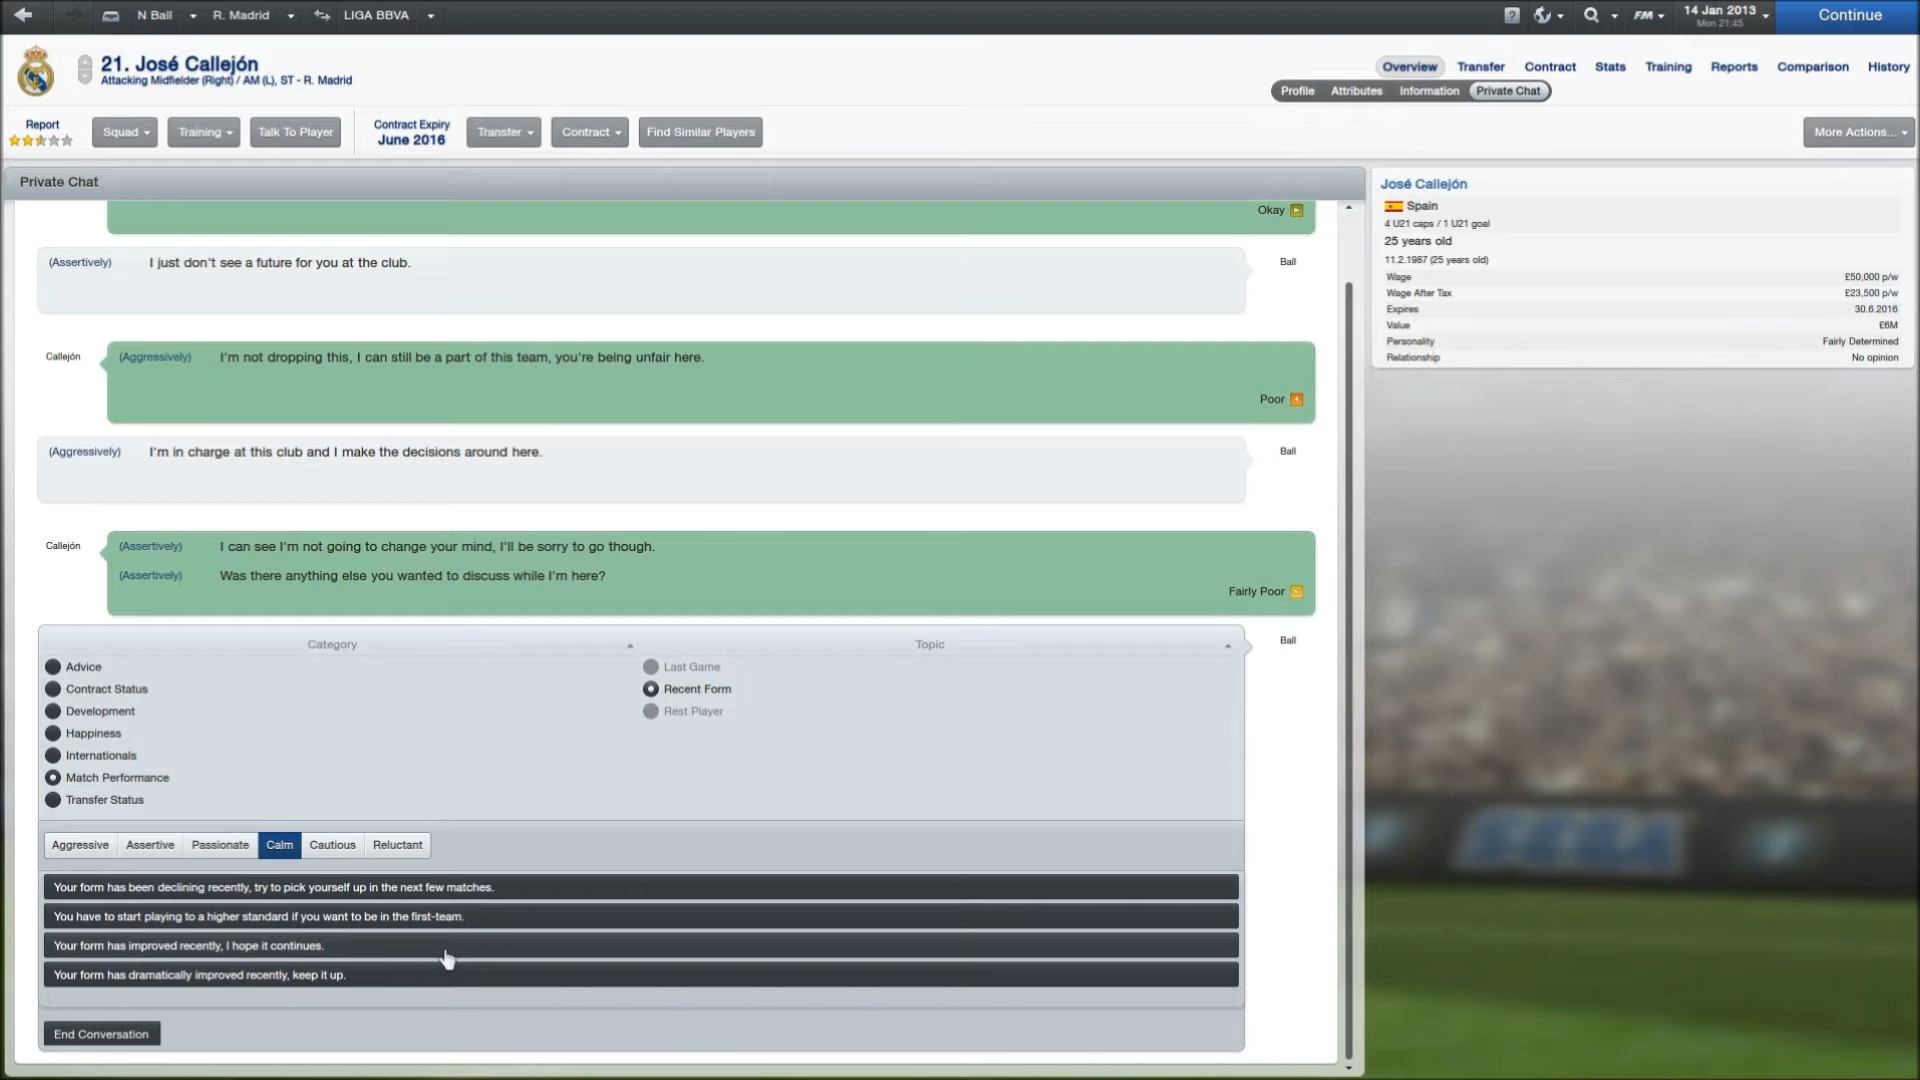 N Ball
R. Madrid
LIGA BBVA
FM
14 Jan 2013
Mon 21:45
Continue
21. José Callejón
Attacking Midfielder (Right) / AM (L), ST - R. Madrid
Overview
Transfer
Contract
Stats
Training
Reports
Comparison
History
Profile
Attributes
Information
Private Chat
Report
Squad
Training
Talk To Player
Contract Expiry
June 2016
Transfer
Contract
Find Similar Players
More Actions...
Private Chat
Okay
(Assertively) I just don't see a future for you at the club.
Ball
Callejón
(Aggressively) I'm not dropping this, I can still be a part of this team, you're being unfair here.
Poor
(Aggressively) I'm in charge at this club and I make the decisions around here.
Ball
Callejón
(Assertively) I can see I'm not going to change your mind, I'll be sorry to go though.
(Assertively) Was there anything else you wanted to discuss while I'm here?
Fairly Poor
Category
Topic
Ball
Advice
Contract Status
Development
Happiness
Internationals
Match Performance
Transfer Status
Last Game
Recent Form
Rest Player
Aggressive
Assertive
Passionate
Calm
Cautious
Reluctant
Your form has been declining recently, try to pick yourself up in the next few matches.
You have to start playing to a higher standard if you want to be in the first-team.
Your form has improved recently, I hope it continues.
Your form has dramatically improved recently, keep it up.
End Conversation
José Callejón
Spain
4 U21 caps / 1 U21 goal
25 years old
11.2.1987 (25 years old)
Wage £50,000 p/w
Wage After Tax £23,500 p/w
Expires 30.6.2016
Value £6M
Personality Fairly Determined
Relationship No opinion
SEGA